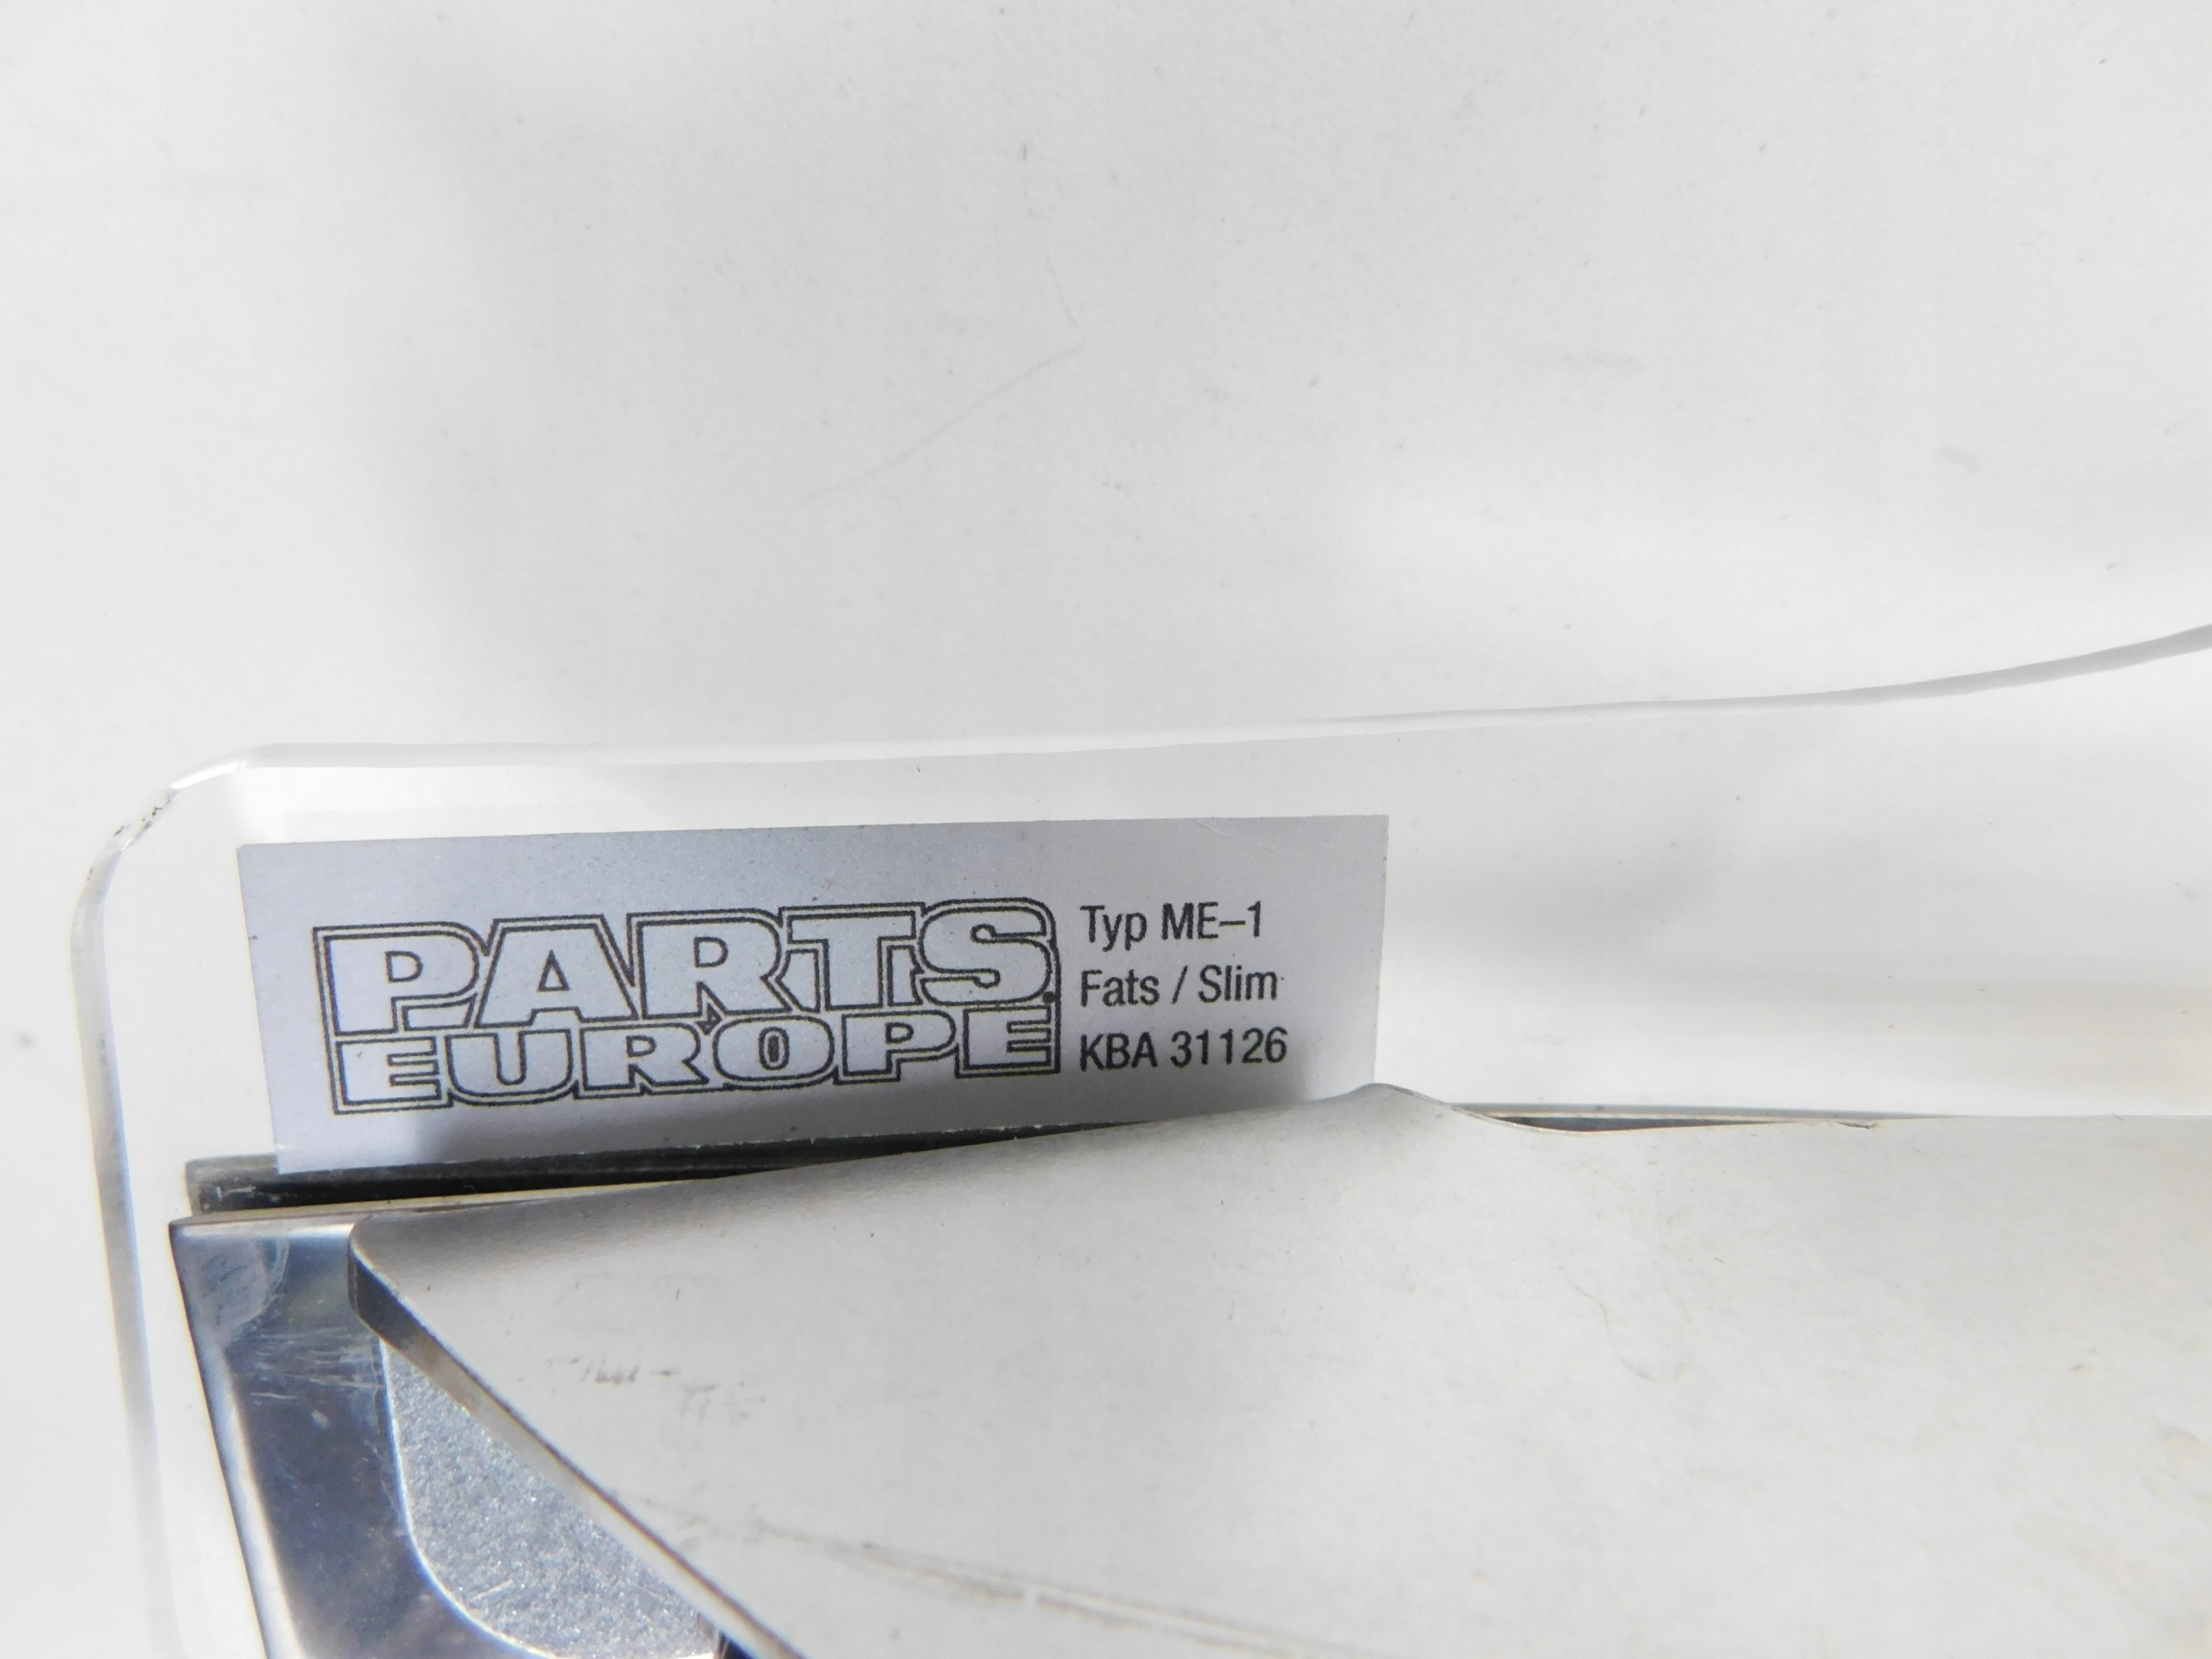 PARTS
EUROPE
Typ ME–1
Fats / Slim
KBA 31126